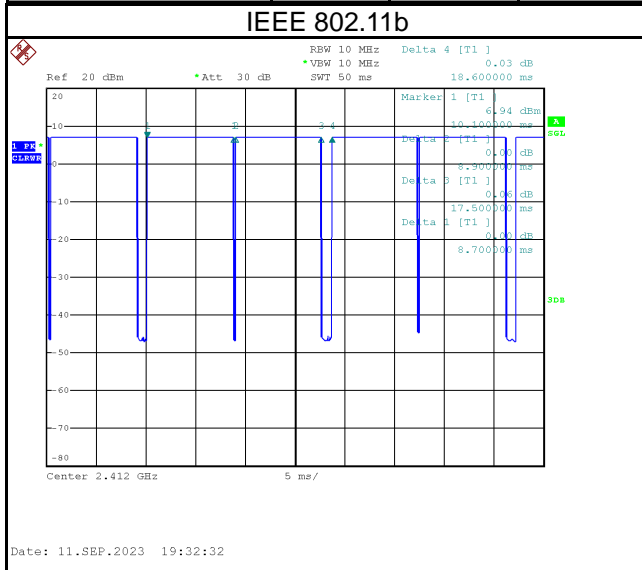 IEEE 802.11b
R S
RBW 10 MHz Delta 4 [T1 ]
* VBW 10 MHz 0.03 dB
Ref 20 dBm * Att 30 dB SWT 50 ms 18.600000 ms
20 Marker 1 [T1 ]
6.94 dBm
10 1 12 3 4 10.100000 ms A
SGL
Delta 2 [T1 ]
1 PK * 0.00 dB
CLRWR
0 8.900000 ms
Delta 3 [T1 ]
0.06 dB
-10 17.500000 ms
Delta 1 [T1 ]
-20 0.00 dB
8.700000 ms
-30
3DB
-40
-50
-60
-70
-80
Center 2.412 GHz 5 ms/
Date: 11.SEP.2023 19:32:32